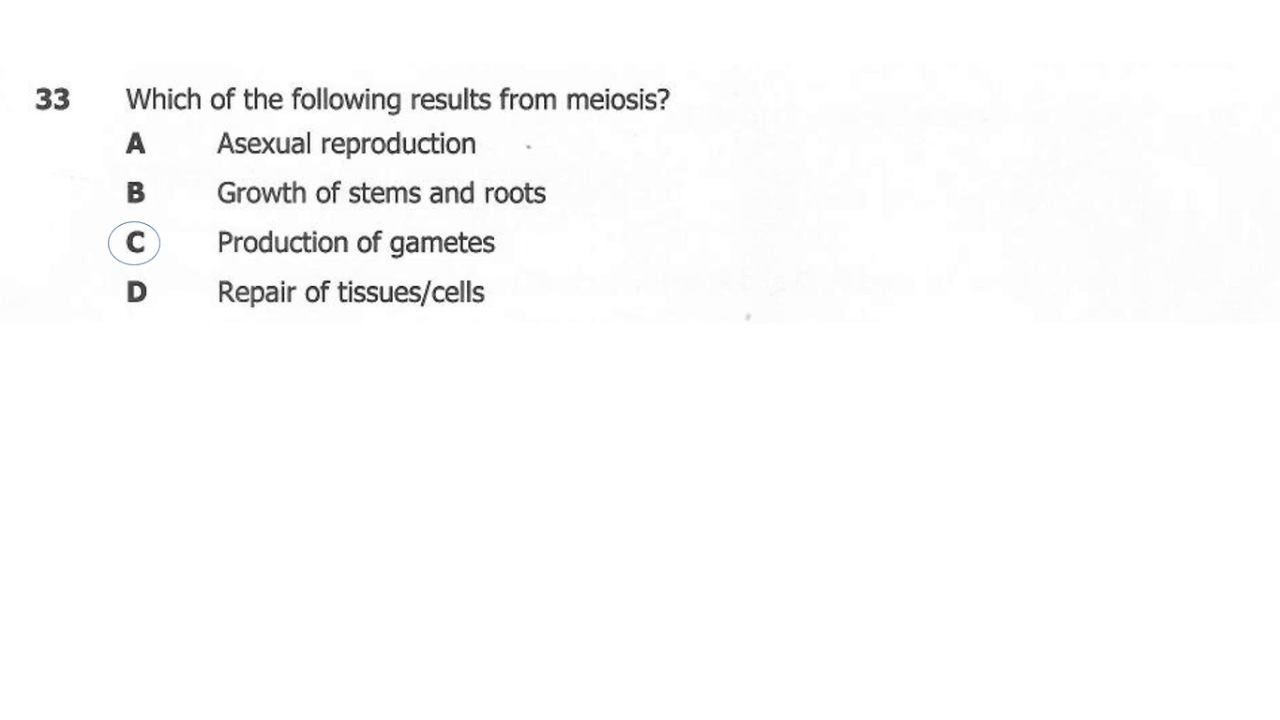 33 Which of the following results from meiosis?
A Asexual reproduction
B Growth of stems and roots
C Production of gametes
D Repair of tissues/cells